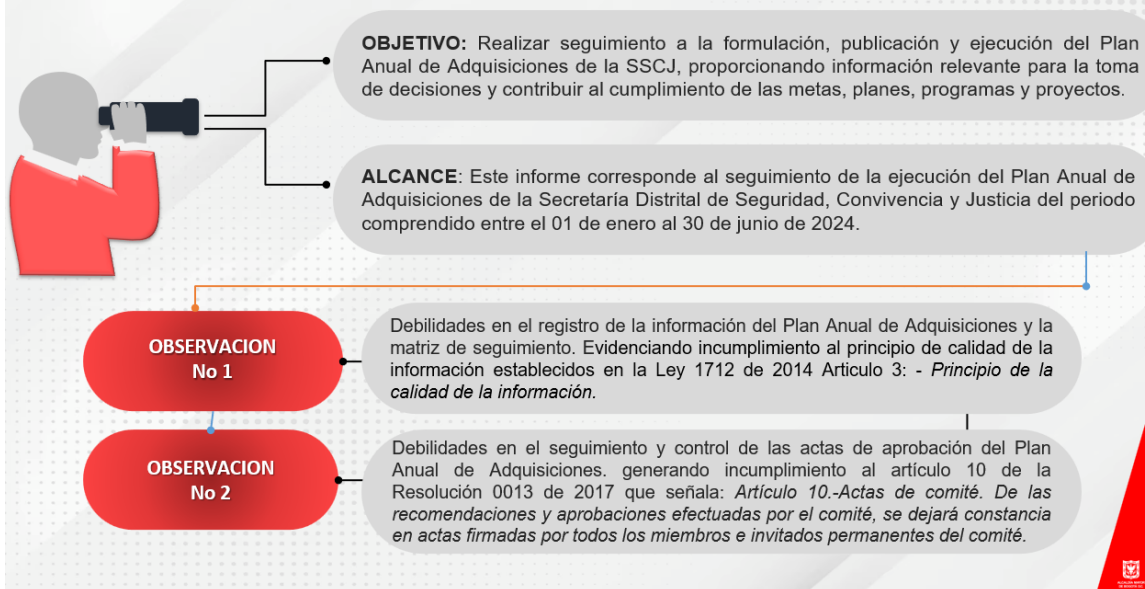 OBJETIVO: Realizar seguimiento a la formulación, publicación y ejecución del Plan
Anual de Adquisiciones de la SSCJ, proporcionando información relevante para la toma
de decisiones y contribuir al cumplimiento de las metas, planes, programas y proyectos.
ALCANCE: Este informe corresponde al seguimiento de la ejecución del Plan Anual de
Adquisiciones de la Secretaría Distrital de Seguridad, Convivencia y Justicia del periodo
comprendido entre el 01 de enero al 30 de junio de 2024.
OBSERVACION
No 1
Debilidades en el registro de la información del Plan Anual de Adquisiciones y la
matriz de seguimiento. Evidenciando incumplimiento al principio de calidad de la
información establecidos en la Ley 1712 de 2014 Articulo 3: - Principio de la
calidad de la información.
OBSERVACION
No 2
Debilidades en el seguimiento y control de las actas de aprobación del Plan
Anual de Adquisiciones. generando incumplimiento al artículo 10 de la
Resolución 0013 de 2017 que señala: Artículo 10.-Actas de comité. De las
recomendaciones y aprobaciones efectuadas por el comité, se dejará constancia
en actas firmadas por todos los miembros e invitados permanentes del comité.
ALCALDÍA MAYOR
DE BOGOTÁ D.C.